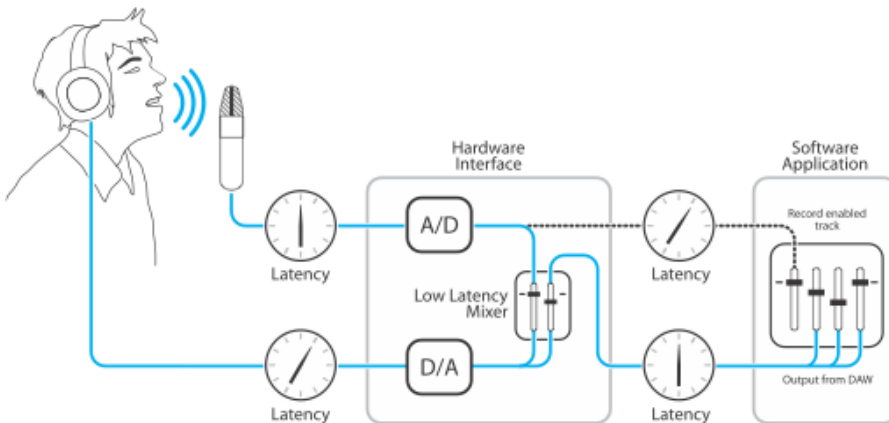 Hardware
Interface
Software
Application
Record enabled
track
A/D
Latency
Latency
Low Latency
Mixer
D/A
Output from DAW
Latency
Latency